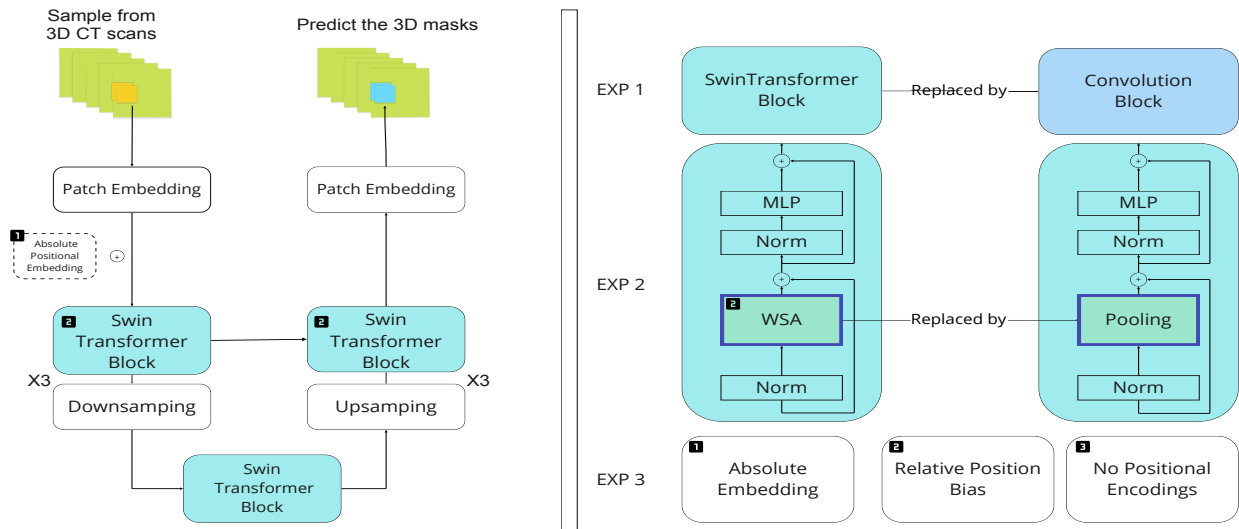 Sample from
3D CT scans
Predict the 3D masks
Patch Embedding
Patch Embedding
1
Absolute
Positional
Embedding
+
2
Swin
Transformer
Block
2
Swin
Transformer
Block
X3
X3
Downsamping
Upsamping
Swin
Transformer
Block
EXP 1
SwinTransformer
Block
Replaced by
Convolution
Block
EXP 2
+
MLP
Norm
+
2
WSA
Norm
Replaced by
+
MLP
Norm
+
Pooling
Norm
EXP 3
1
Absolute
Embedding
2
Relative Position
Bias
3
No Positional
Encodings